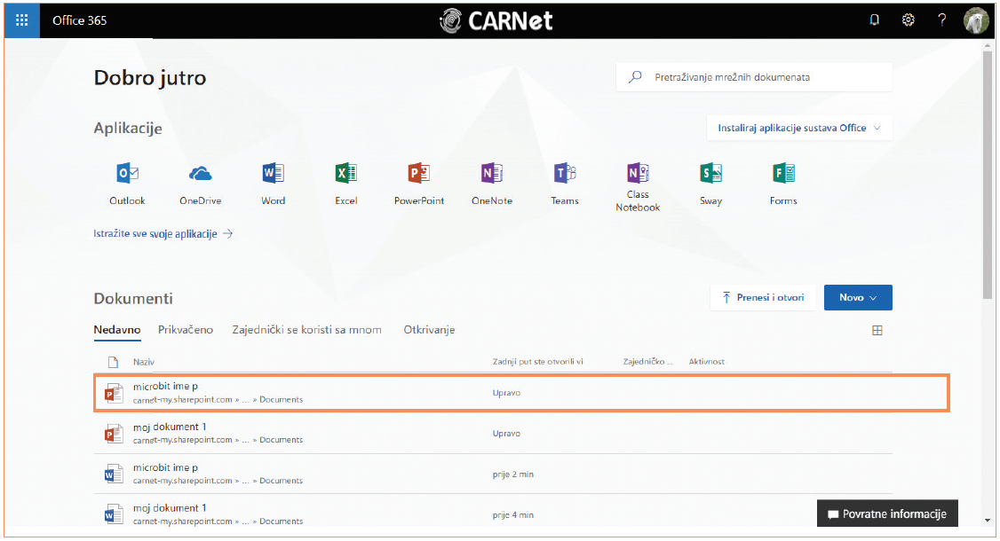 Office 365
CARNet
Dobro jutro
Pretraživanje mrežnih dokumenata
Aplikacije
Instaliraj aplikacije sustava Office
Outlook
OneDrive
Word
Excel
PowerPoint
OneNote
Teams
Class
Notebook
Sway
Forms
Istražite sve svoje aplikacije →
Dokumenti
Prenesi i otvori
Novo
Nedavno Prikvačeno Zajednički se koristi sa mnom Otkrivanje
Naziv Zadnji put ste otvorili vi Zajedničko ... Aktivnost
microbit ime p
carnet-my.sharepoint.com » ... » Documents
Upravo
moj dokument 1
carnet-my.sharepoint.com » ... » Documents
Upravo
microbit ime p
carnet-my.sharepoint.com » ... » Documents
prije 2 min
moj dokument 1
carnet-my.sharepoint.com » ... » Documents
prije 4 min
Povratne informacije